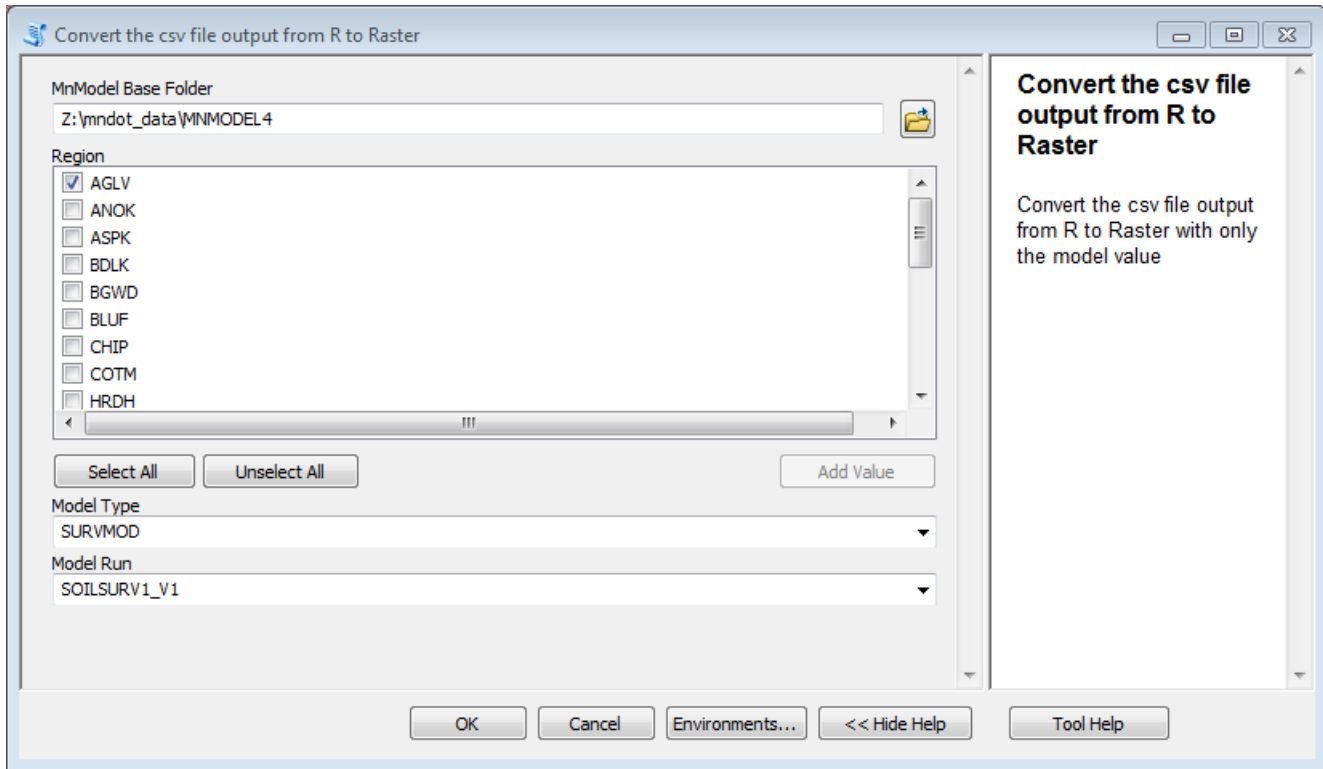 Convert the csv file output from R to Raster
MnModel Base Folder
Z:\mndot_data\MNMODEL4
Region
AGLV
ANOK
ASPK
BDLK
BGWD
BLUF
CHIP
COTM
HRDH
Select All
Unselect All
Add Value
Model Type
SURVMOD
Model Run
SOILSURV1_V1
OK
Cancel
Environments...
<< Hide Help
Tool Help
Convert the csv file
output from R to
Raster
Convert the csv file output
from R to Raster with only
the model value